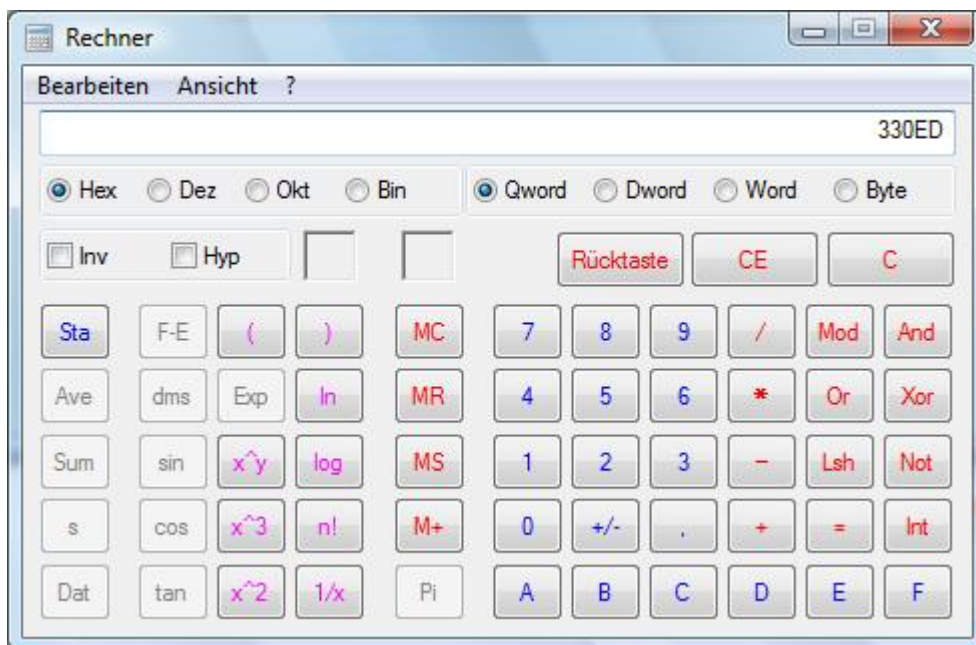 Rechner
Bearbeiten Ansicht ?
330ED
Hex Dez Okt Bin Qword Dword Word Byte
Inv Hyp Rücktaste CE C
Sta F-E ( ) MC 7 8 9 / Mod And
Ave dms Exp ln MR 4 5 6 * Or Xor
Sum sin x^y log MS 1 2 3 − Lsh Not
s cos x^3 n! M+ 0 +/- , + = Int
Dat tan x^2 1/x Pi A B C D E F